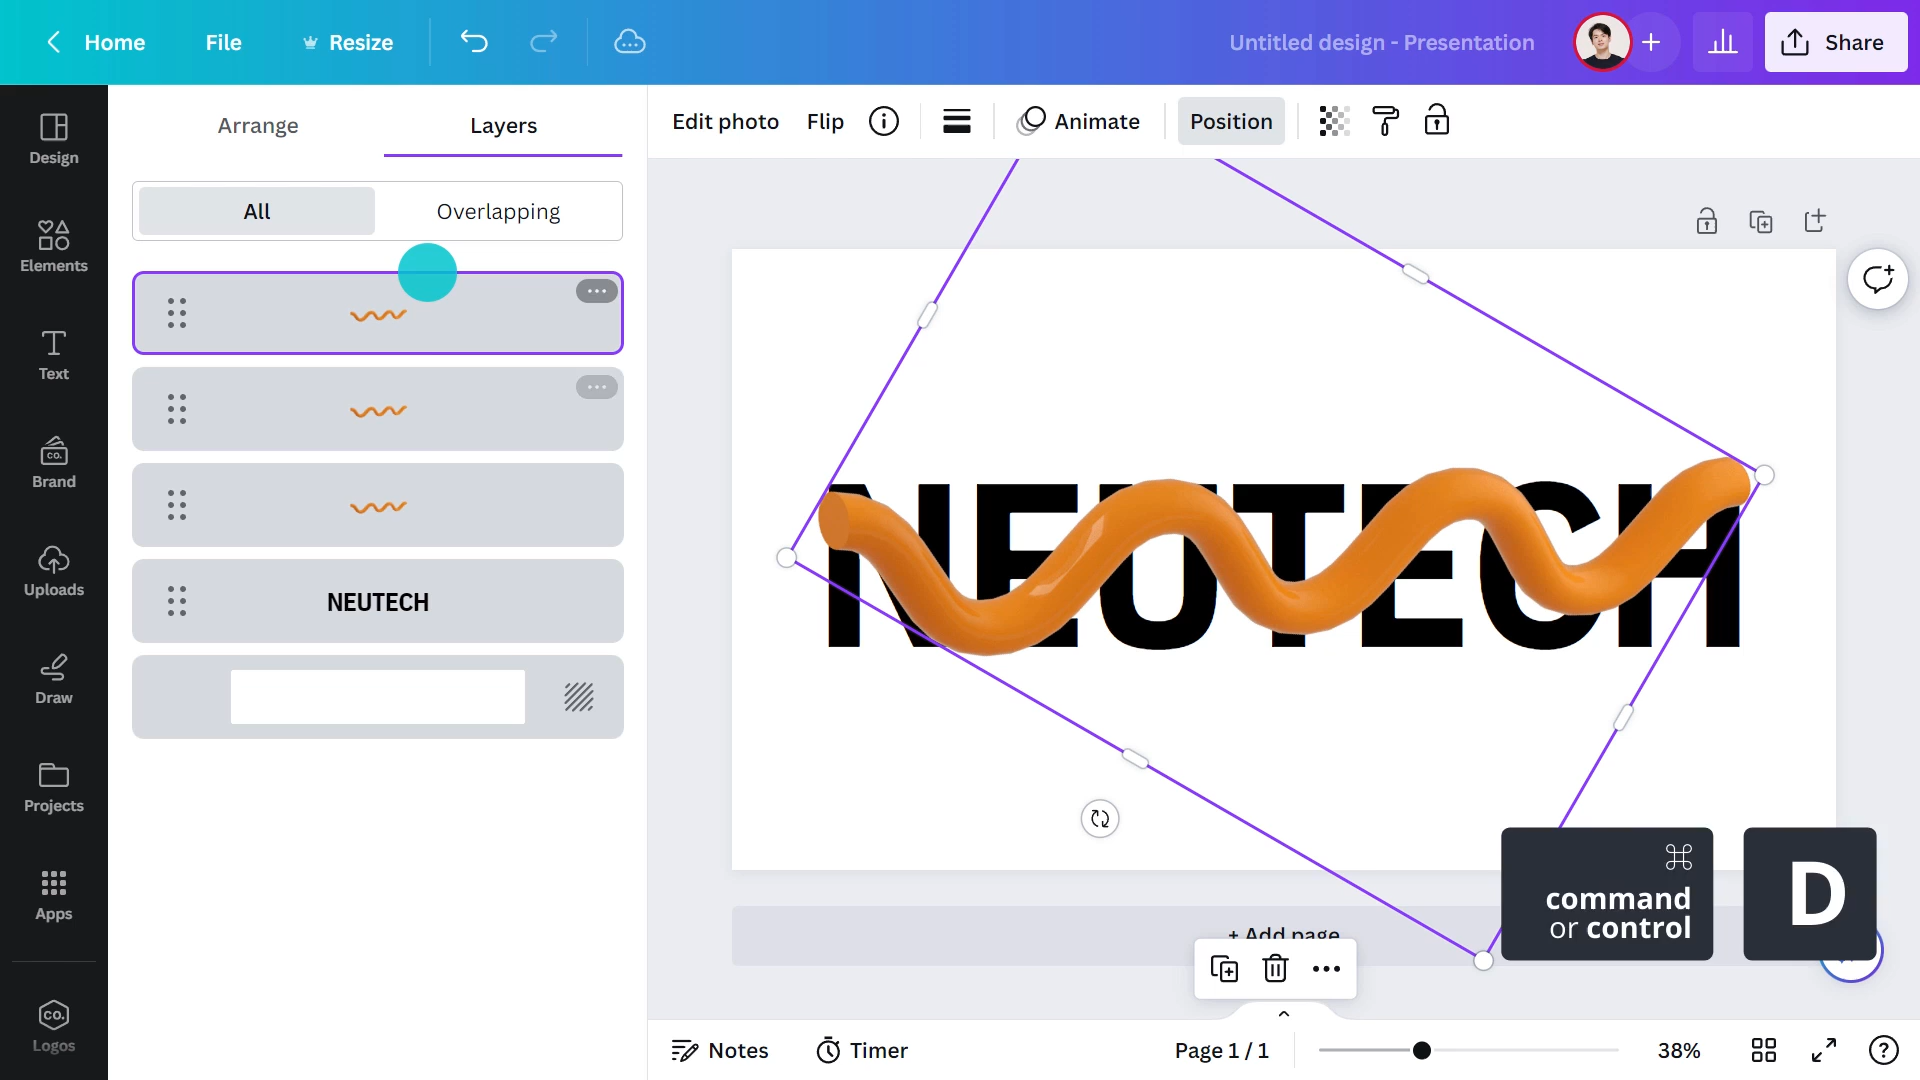 Home
File
Resize
Untitled design - Presentation
Share
Design
Elements
Text
Brand
Uploads
Draw
Projects
Apps
Logos
CO.
CO.
Arrange
Layers
All
Overlapping
NEUTECH
Edit photo
Flip
Animate
Position
NEUTECH
+ Add page
command
or control
D
Notes
Timer
Page 1 / 1
38%